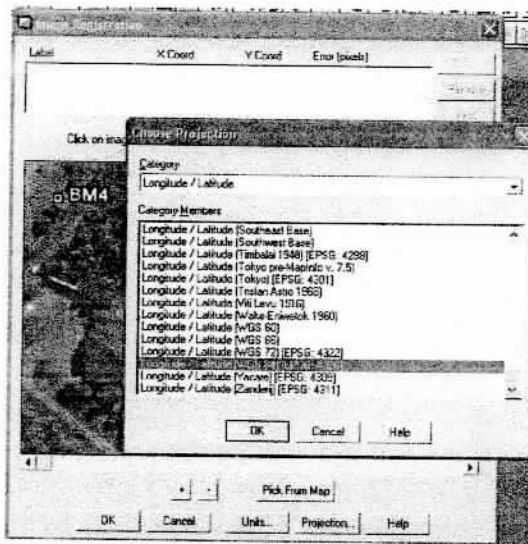 Image Registration
Label X Coord Y Coord Error (pixels)
Click on imag
BM4
Choose Projection
Category
Longitude / Latitude
Category Members
Longitude / Latitude (Southeast Base)
Longitude / Latitude (Southwest Base)
Longitude / Latitude (Timbalai 1948) [EPSG: 4298]
Longitude / Latitude (Tokyo pre-MapInfo v. 7.5)
Longitude / Latitude (Tokyo) [EPSG: 4301]
Longitude / Latitude (Tristan Astro 1968)
Longitude / Latitude (Viti Levu 1916)
Longitude / Latitude (Wake-Eniwetok 1960)
Longitude / Latitude (WGS 60)
Longitude / Latitude (WGS 66)
Longitude / Latitude (WGS 72) [EPSG: 4322]
Longitude / Latitude (WGS
Longitude / Latitude (Yacare) [EPSG: 4309]
Longitude / Latitude (Zanderij) [EPSG: 4311]
OK Cancel Help
+ - Pick From Map
OK Cancel Units... Projection... Help